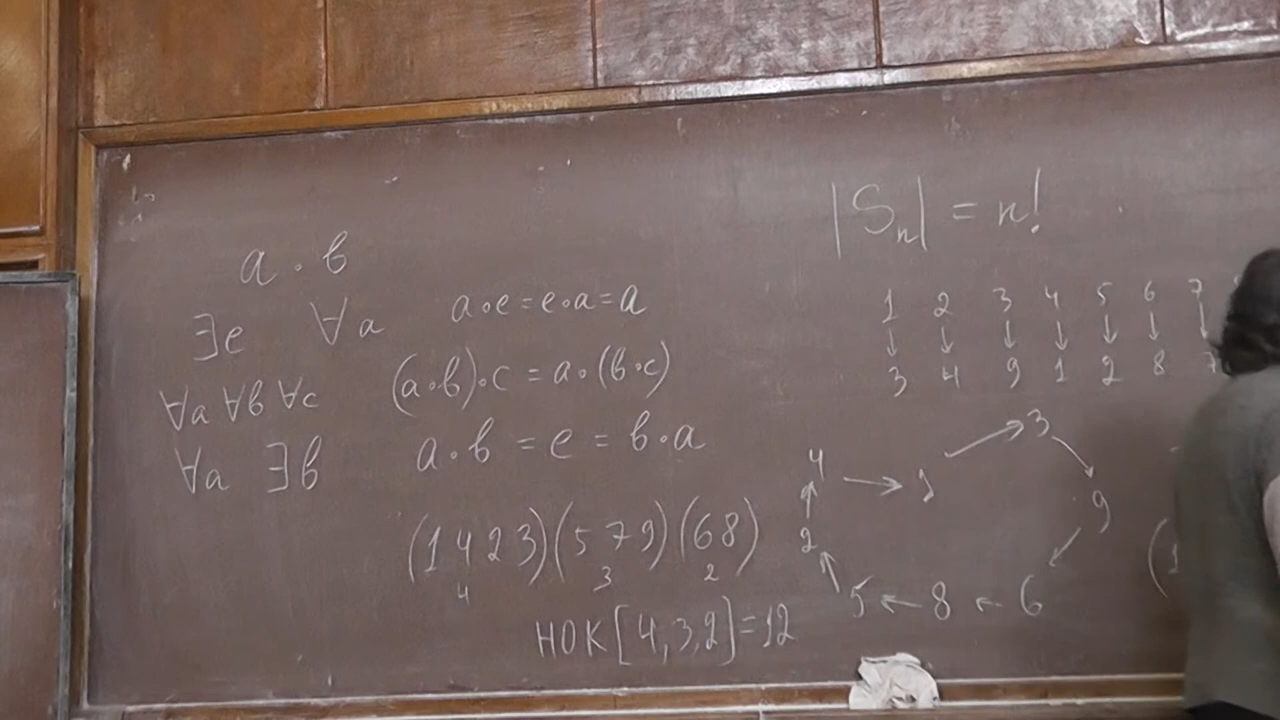 a · b
∃e ∀a a∘e = e∘a = a
∀a ∀b ∀c (a∘b)∘c = a∘(b∘c)
∀a ∃b a∘b = e = b∘a
(1 4 2 3)(5 7 9)(6 8)
4 3 2
НОК[4,3,2]=12
|Sₙ| = n!
1 2 3 4 5 6 7
↓ ↓ ↓ ↓ ↓ ↓ ↓
3 4 9 1 2 8 7
4 → 1 → 3
2 9
5 ← 8 ← 6
(1